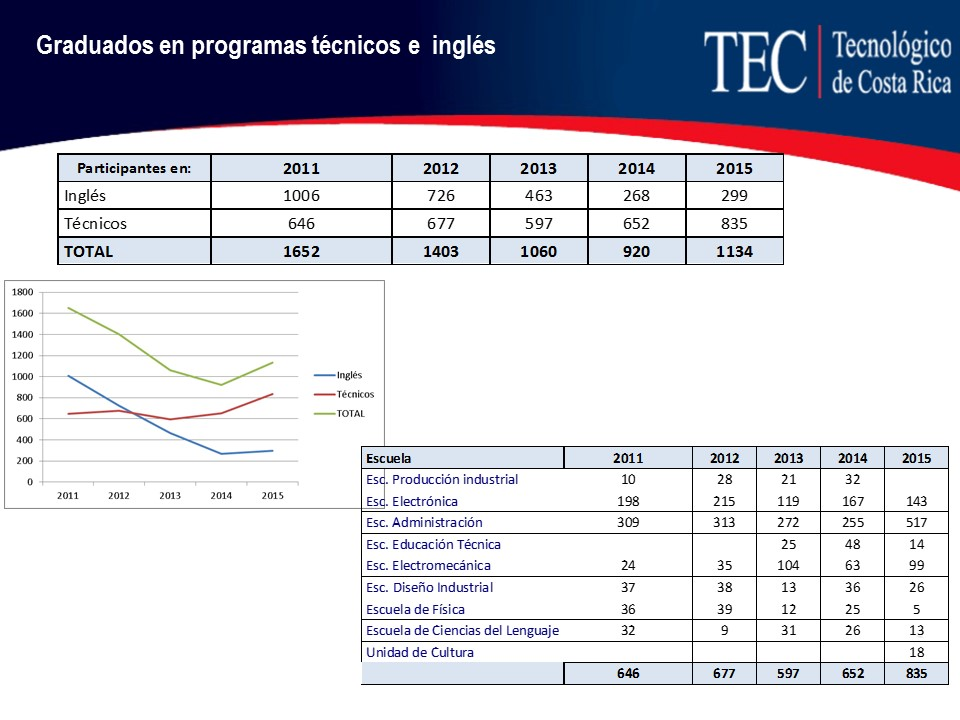 Graduados en programas técnicos e  inglés
TEC Tecnológico
de Costa Rica
Participantes en: 2011 2012 2013 2014 2015
Inglés 1006 726 463 268 299
Técnicos 646 677 597 652 835
TOTAL 1652 1403 1060 920 1134
1800
1600
1400
1200
1000
800
600
400
200
0
2011 2012 2013 2014 2015
Inglés
Técnicos
TOTAL
Escuela 2011 2012 2013 2014 2015
Esc. Producción industrial 10 28 21 32
Esc. Electrónica 198 215 119 167 143
Esc. Administración 309 313 272 255 517
Esc. Educación Técnica 25 48 14
Esc. Electromecánica 24 35 104 63 99
Esc. Diseño Industrial 37 38 13 36 26
Escuela de Física 36 39 12 25 5
Escuela de Ciencias del Lenguaje 32 9 31 26 13
Unidad de Cultura 18
646 677 597 652 835